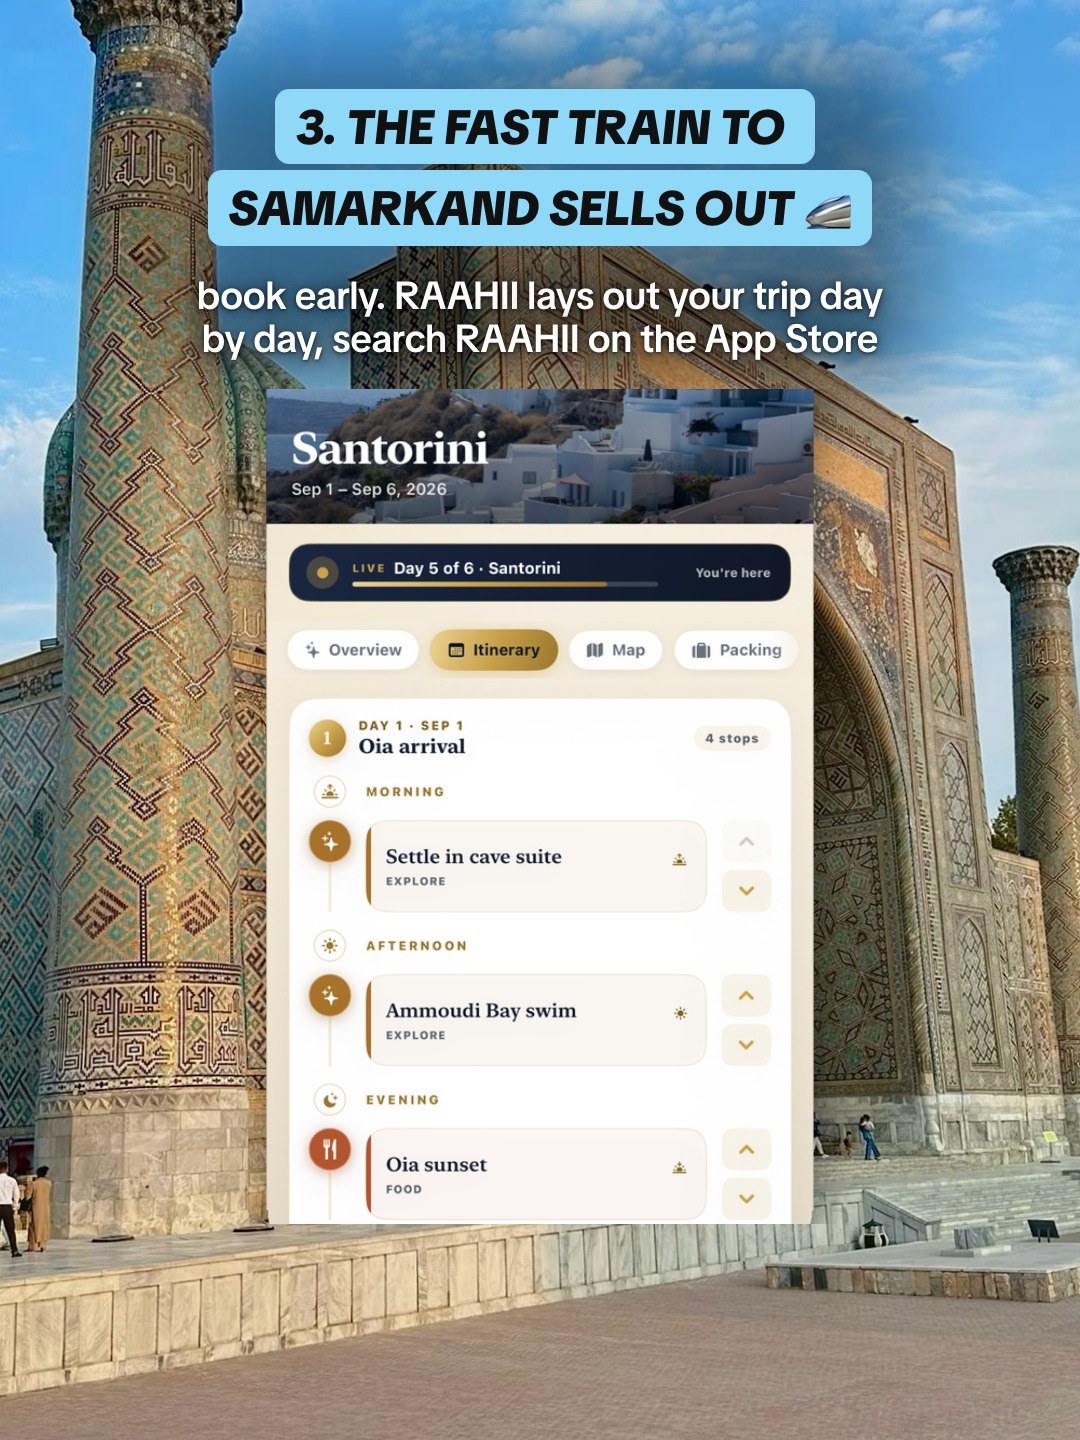 3. THE FAST TRAIN TO
SAMARKAND SELLS OUT 🚄
book early. RAAHII lays out your trip day
by day, search RAAHII on the App Store
Santorini
Sep 1 – Sep 6, 2026
LIVE Day 5 of 6 · Santorini
You're here
Overview
Itinerary
Map
Packing
1
DAY 1 · SEP 1
Oia arrival
4 stops
MORNING
Settle in cave suite
EXPLORE
AFTERNOON
Ammoudi Bay swim
EXPLORE
EVENING
Oia sunset
FOOD